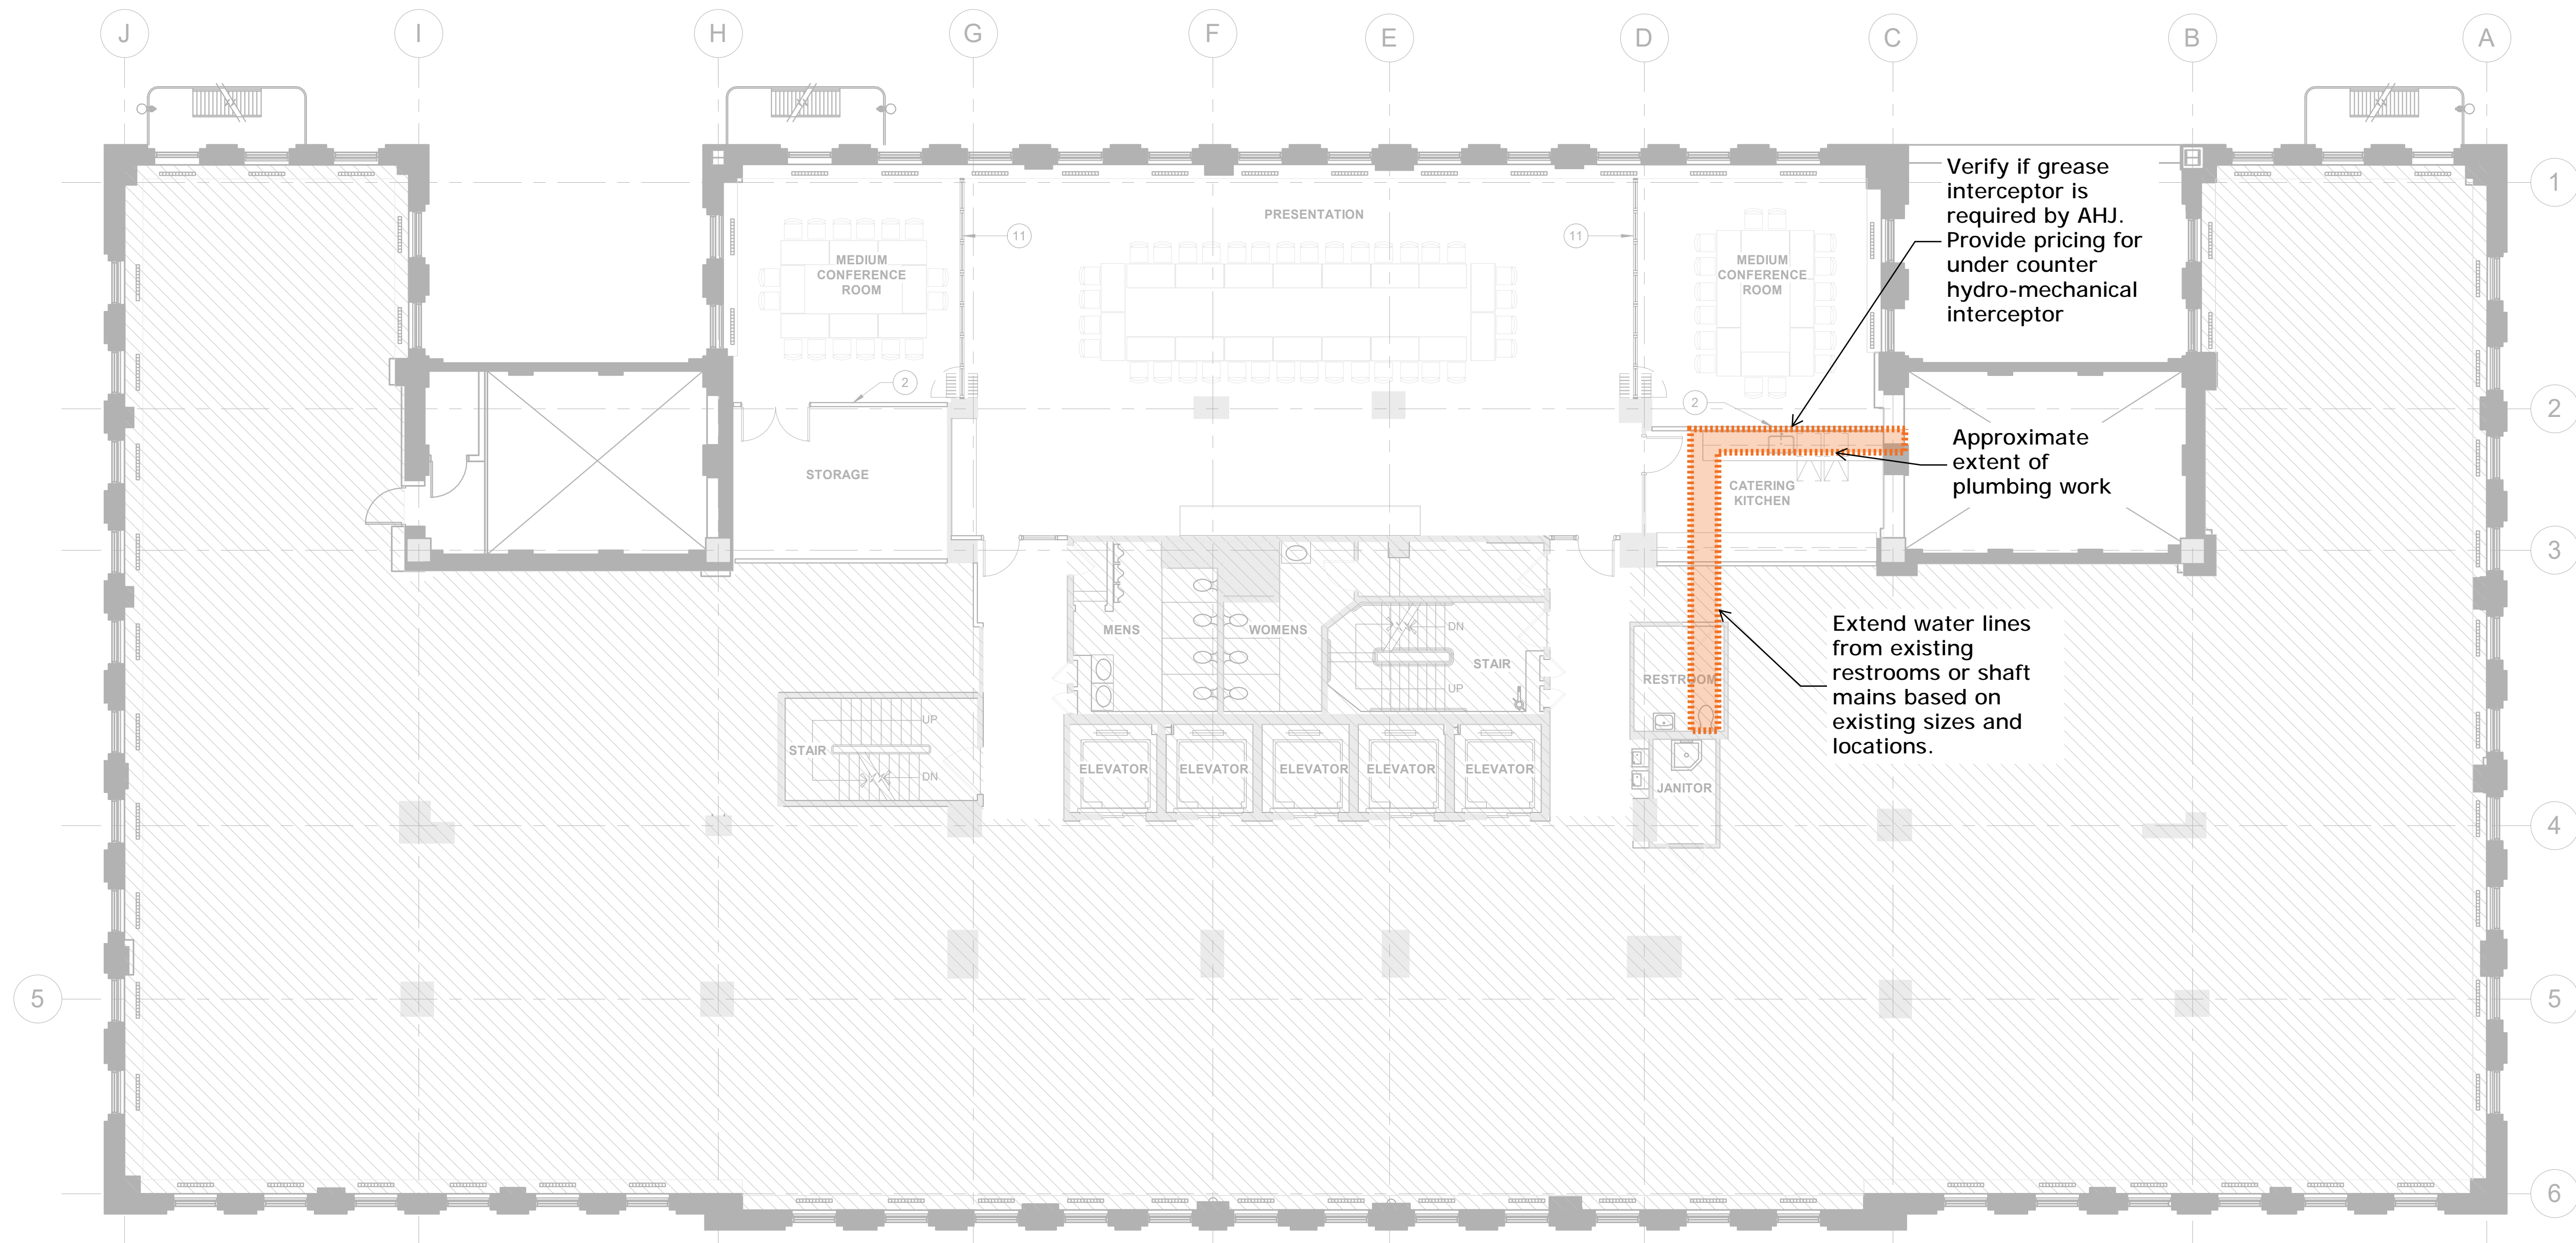 J I H G F E D C B A
1
2
3
4
5 5
6
PRESENTATION
11
11
MEDIUM
CONFERENCE
ROOM
MEDIUM
CONFERENCE
ROOM
Verify if grease
interceptor is
required by AHJ.
Provide pricing for
under counter
hydro-mechanical
interceptor
2
2
STORAGE
CATERING
KITCHEN
Approximate
extent of
plumbing work
MENS
WOMENS
DN
STAIR
UP
RESTROOM
Extend water lines
from existing
restrooms or shaft
mains based on
existing sizes and
locations.
UP
STAIR
DN
ELEVATOR
ELEVATOR
ELEVATOR
ELEVATOR
ELEVATOR
JANITOR